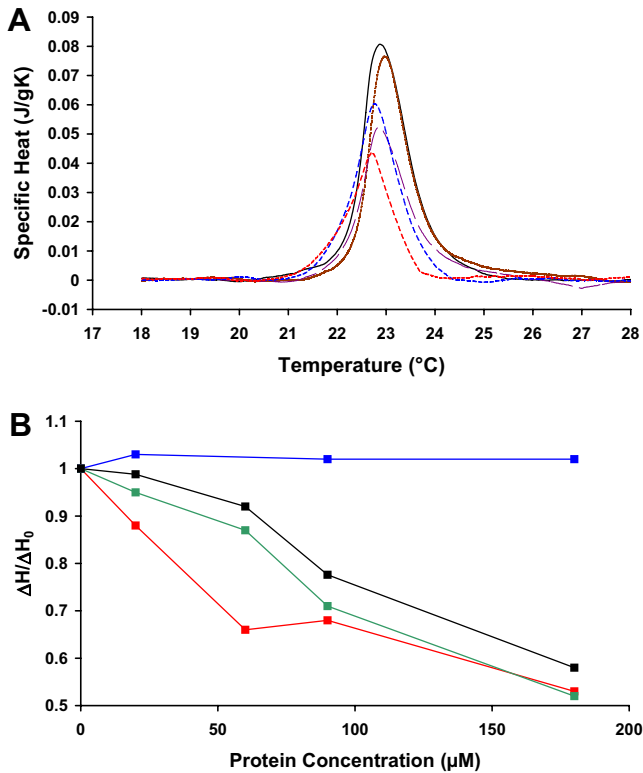 A
0.09
0.08
0.07
0.06
0.05
0.04
0.03
0.02
0.01
0
-0.01
Specific Heat (J/gK)
17 18 19 20 21 22 23 24 25 26 27 28
Temperature (°C)
B
1.1
1
0.9
0.8
0.7
0.6
0.5
ΔH/ΔH₀
0 50 100 150 200
Protein Concentration (µM)